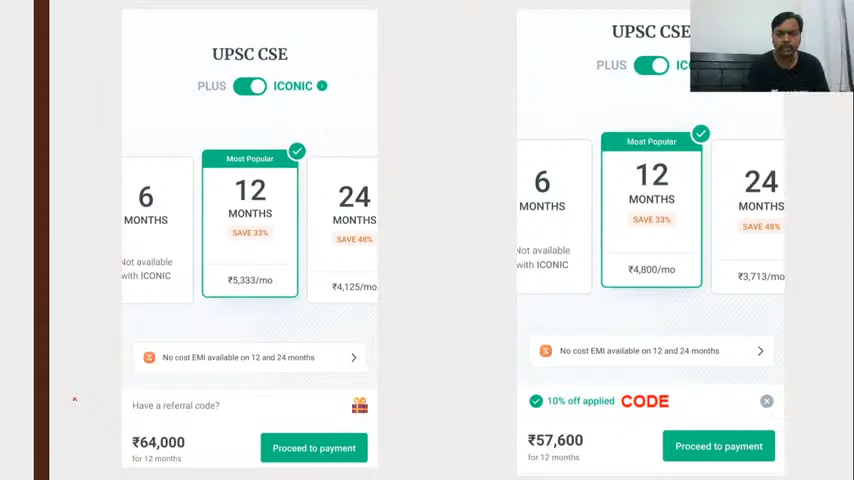 UPSC CSE
PLUS ICONIC
6
MONTHS
Not available
with ICONIC
Most Popular
12
MONTHS
SAVE 33%
₹5,333/mo
24
MONTHS
SAVE 48%
₹4,125/mo
No cost EMI available on 12 and 24 months
Have a referral code?
₹64,000
for 12 months
Proceed to payment
UPSC CSE
PLUS
6
MONTHS
Not available
with ICONIC
Most Popular
12
MONTHS
SAVE 33%
₹4,800/mo
24
MONTHS
SAVE 48%
₹3,713/mo
No cost EMI available on 12 and 24 months
10% off applied CODE
₹57,600
for 12 months
Proceed to payment